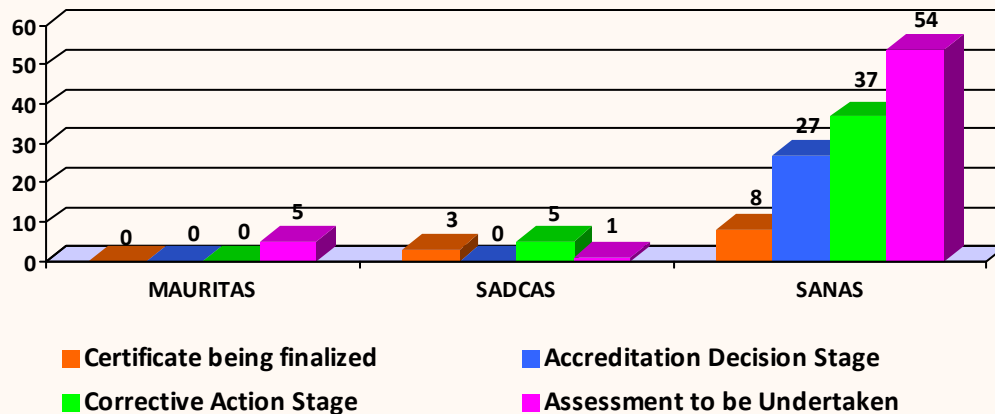 60
50
40
30
20
10
0
0 0 0 5
3 0 5 1
8 27 37 54
MAURITAS SADCAS SANAS
Certificate being finalized Accreditation Decision Stage
Corrective Action Stage Assessment to be Undertaken